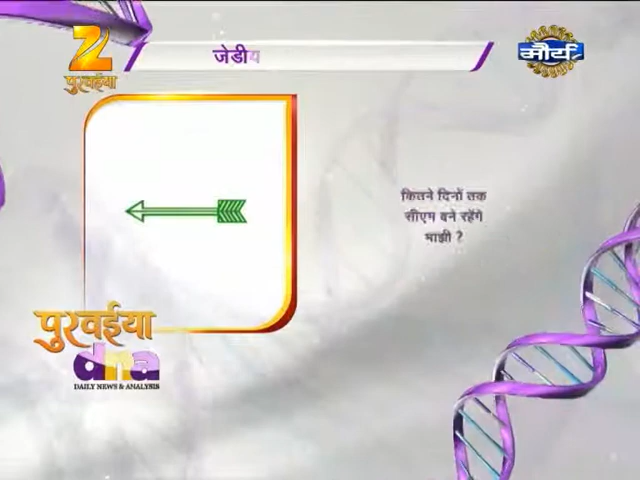 जेडीय
Z
पुरवईया
मौर्य
कितने दिनों तक
सीएम बने रहेंगे
माझी ?
पुरवईया
dna
DAILY NEWS & ANALYSIS